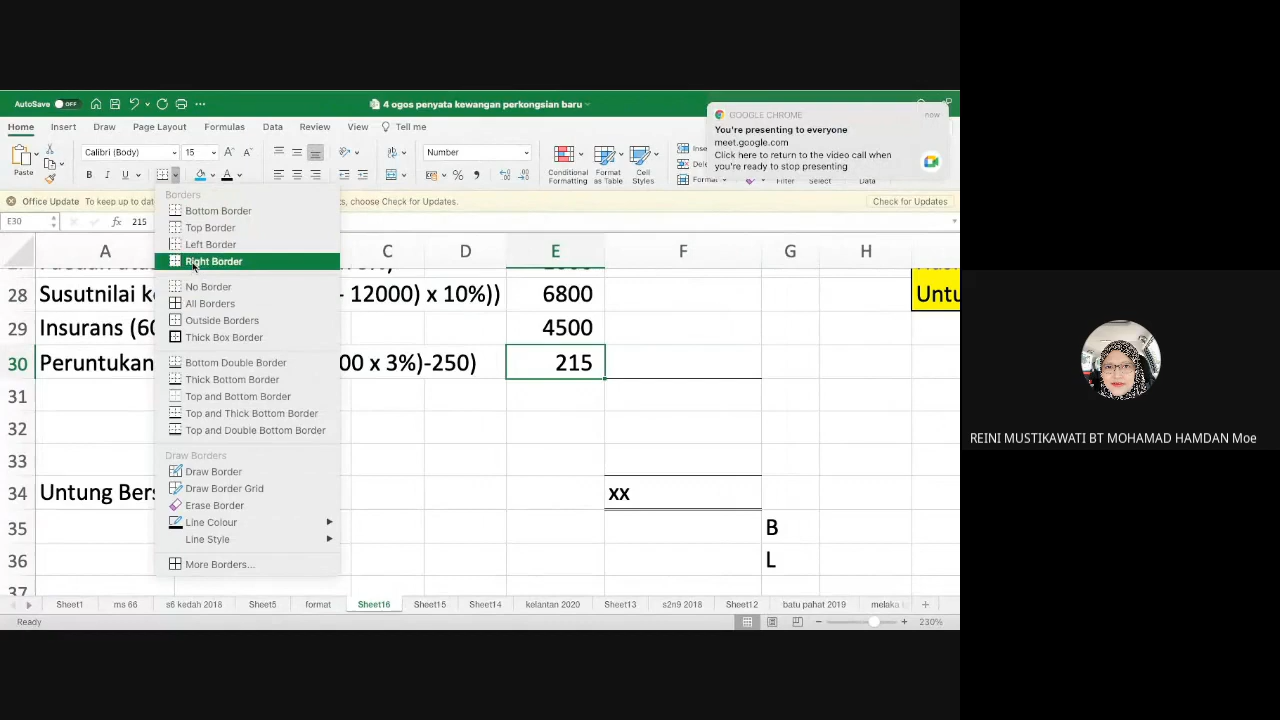 AutoSave OFF
4 ogos penyata kewangan perkongsian baru
GOOGLE CHROME now
You're presenting to everyone
meet.google.com
Click here to return to the video call when
you're ready to stop presenting
Home Insert Draw Page Layout Formulas Data Review View Tell me
Paste
Calibri (Body) 15
B I U
Number
Conditional
Formatting
Format
as Table
Cell
Styles
Office Update To keep up to
, choose Check for Updates.
Check for Updates
E30 fx 215
Borders
Bottom Border
Top Border
Left Border
Right Border
No Border
All Borders
Outside Borders
Thick Box Border
Bottom Double Border
Thick Bottom Border
Top and Bottom Border
Top and Thick Bottom Border
Top and Double Bottom Border
Draw Borders
Draw Border
Draw Border Grid
Erase Border
Line Colour
Line Style
More Borders...
A C D E F G H
28 Susutnilai - 12000) x 10%)) 6800 Untu
29 Insurans (60 4500
30 Peruntukan 00 x 3%)-250) 215
31
32
33
34 Untung Bers xx
35 B
36 L
37
Sheet1 ms 66 s6 kedah 2018 Sheet5 format Sheet16 Sheet15 Sheet14 kelantan 2020 Sheet13 s2n9 2018 Sheet12 batu pahat 2019 melaka +
Ready
230%
REINI MUSTIKAWATI BT MOHAMAD HAMDAN Moe